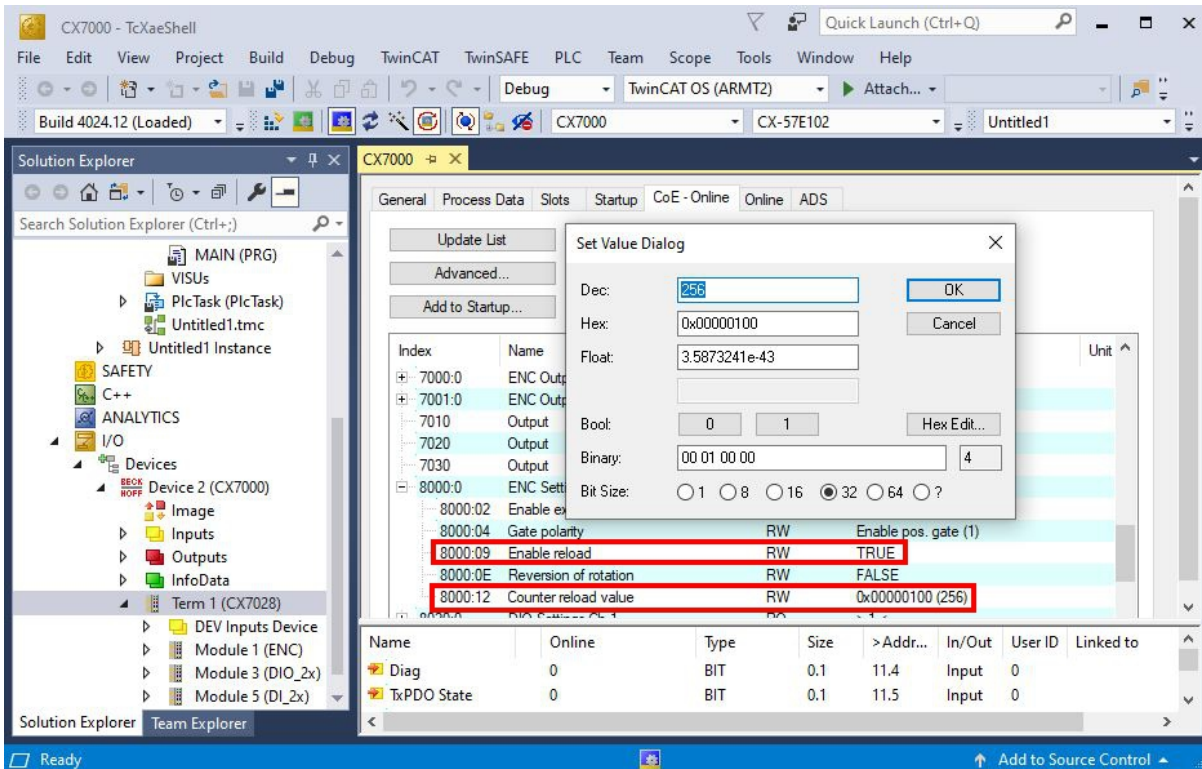 CX7000 - TcXaeShell
Quick Launch (Ctrl+Q)
File Edit View Project Build Debug TwinCAT TwinSAFE PLC Team Scope Tools Window Help
Debug TwinCAT OS (ARMT2) Attach...
Build 4024.12 (Loaded) CX7000 CX-57E102 Untitled1
Solution Explorer
Search Solution Explorer (Ctrl+;)
MAIN (PRG)
VISUs
PlcTask (PlcTask)
Untitled1.tmc
Untitled1 Instance
SAFETY
C++
ANALYTICS
I/O
Devices
BECK
HOFF
Device 2 (CX7000)
Image
Inputs
Outputs
InfoData
Term 1 (CX7028)
DEV Inputs Device
Module 1 (ENC)
Module 3 (DIO_2x)
Module 5 (DI_2x)
Solution Explorer Team Explorer
CX7000
General Process Data Slots Startup CoE - Online Online ADS
Update List
Advanced...
Add to Startup...
Index Name Unit
7000:0 ENC Outp
7001:0 ENC Outp
7010 Output
7020 Output
7030 Output
8000:0 ENC Setti
8000:02 Enable ex
8000:04 Gate polarity RW Enable pos. gate (1)
8000:09 Enable reload RW TRUE
8000:0E Reversion of rotation RW FALSE
8000:12 Counter reload value RW 0x00000100 (256)
Set Value Dialog
Dec: 256 OK
Hex: 0x00000100 Cancel
Float: 3.5873241e-43
Bool: 0 1 Hex Edit...
Binary: 00 01 00 00 4
Bit Size: 1 8 16 32 64 ?
Name Online Type Size >Addr... In/Out User ID Linked to
Diag 0 BIT 0.1 11.4 Input 0
TxPDO State 0 BIT 0.1 11.5 Input 0
Ready Add to Source Control